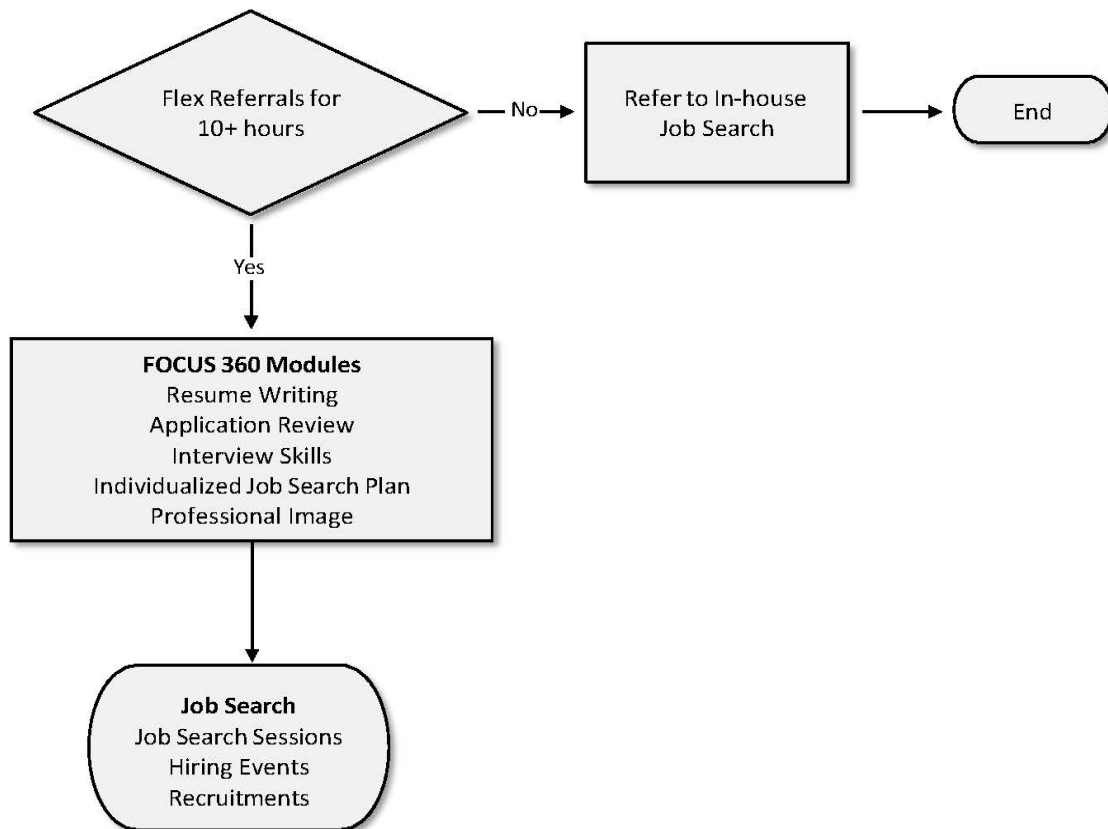 Flex Referrals for
10+ hours
No
Refer to In-house
Job Search
End
Yes
FOCUS 360 Modules
Resume Writing
Application Review
Interview Skills
Individualized Job Search Plan
Professional Image
Job Search
Job Search Sessions
Hiring Events
Recruitments